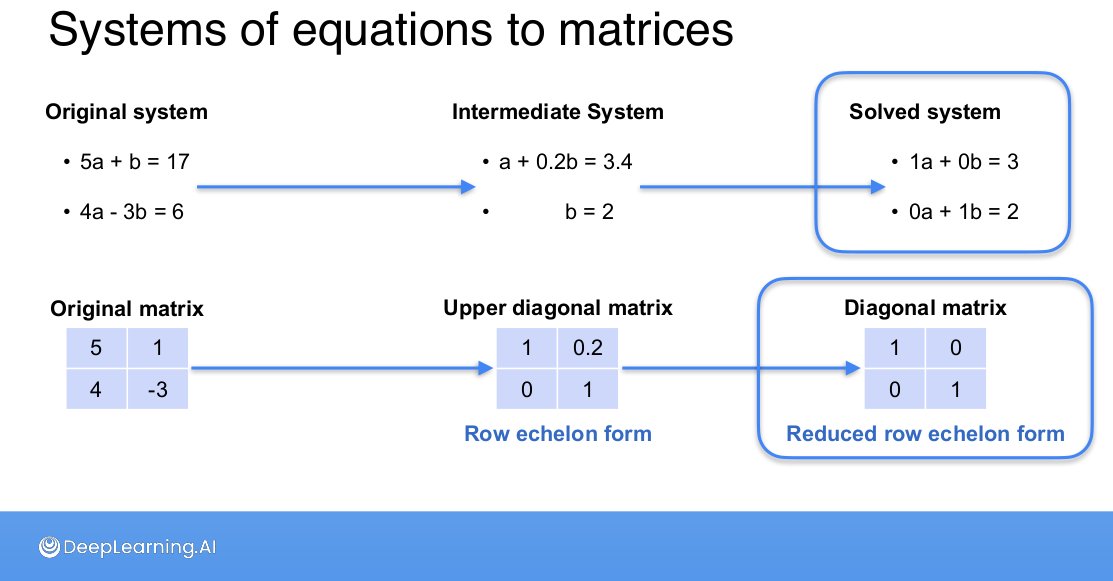 Systems of equations to matrices
Original system
Intermediate System
Solved system
• 5a + b = 17
• a + 0.2b = 3.4
• 1a + 0b = 3
• 4a - 3b = 6
• b = 2
• 0a + 1b = 2
Original matrix
Upper diagonal matrix
Diagonal matrix
5 1
1 0.2
1 0
4 -3
0 1
0 1
Row echelon form
Reduced row echelon form
DeepLearning.AI